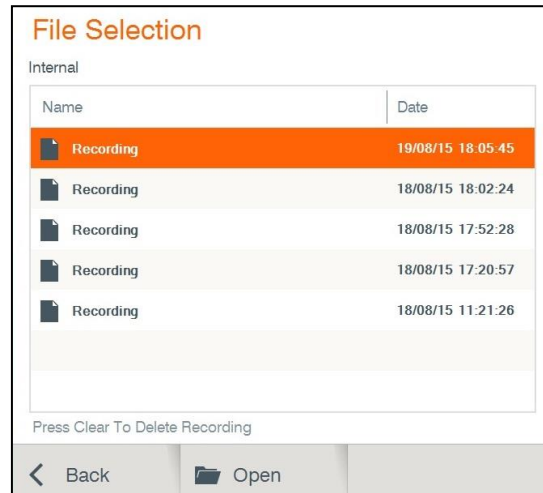 File Selection
Internal
Name Date
Recording 19/08/15 18:05:45
Recording 18/08/15 18:02:24
Recording 18/08/15 17:52:28
Recording 18/08/15 17:20:57
Recording 18/08/15 11:21:26
Press Clear To Delete Recording
Back Open